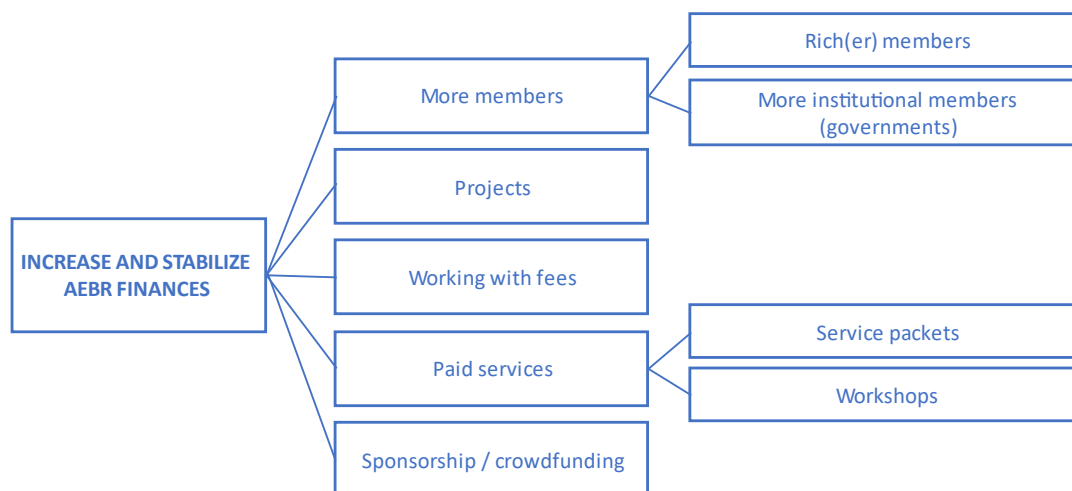 INCREASE AND STABILIZE
AEBR FINANCES
More members
Rich(er) members
More institutional members
(governments)
Projects
Working with fees
Paid services
Service packets
Workshops
Sponsorship / crowdfunding